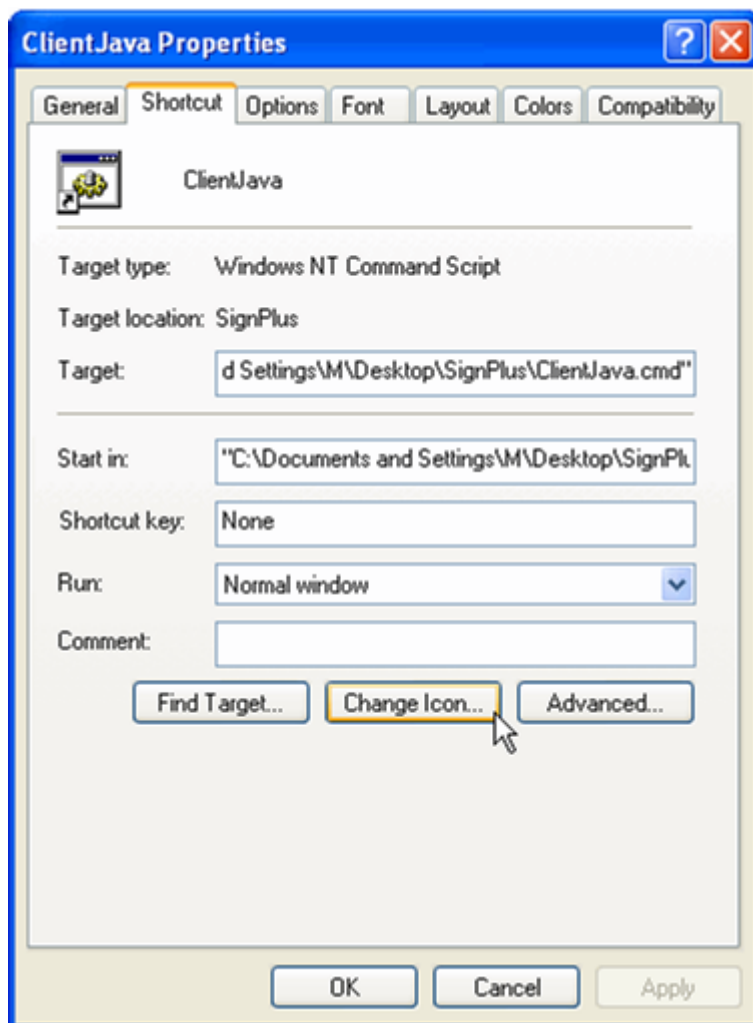 ClientJava Properties
?
General Shortcut Options Font Layout Colors Compatibility
ClientJava
Target type: Windows NT Command Script
Target location: SignPlus
Target: d Settings\M\Desktop\SignPlus\ClientJava.cmd"
Start in: "C:\Documents and Settings\M\Desktop\SignPlu
Shortcut key: None
Run: Normal window
Comment:
Find Target... Change Icon... Advanced...
OK Cancel Apply